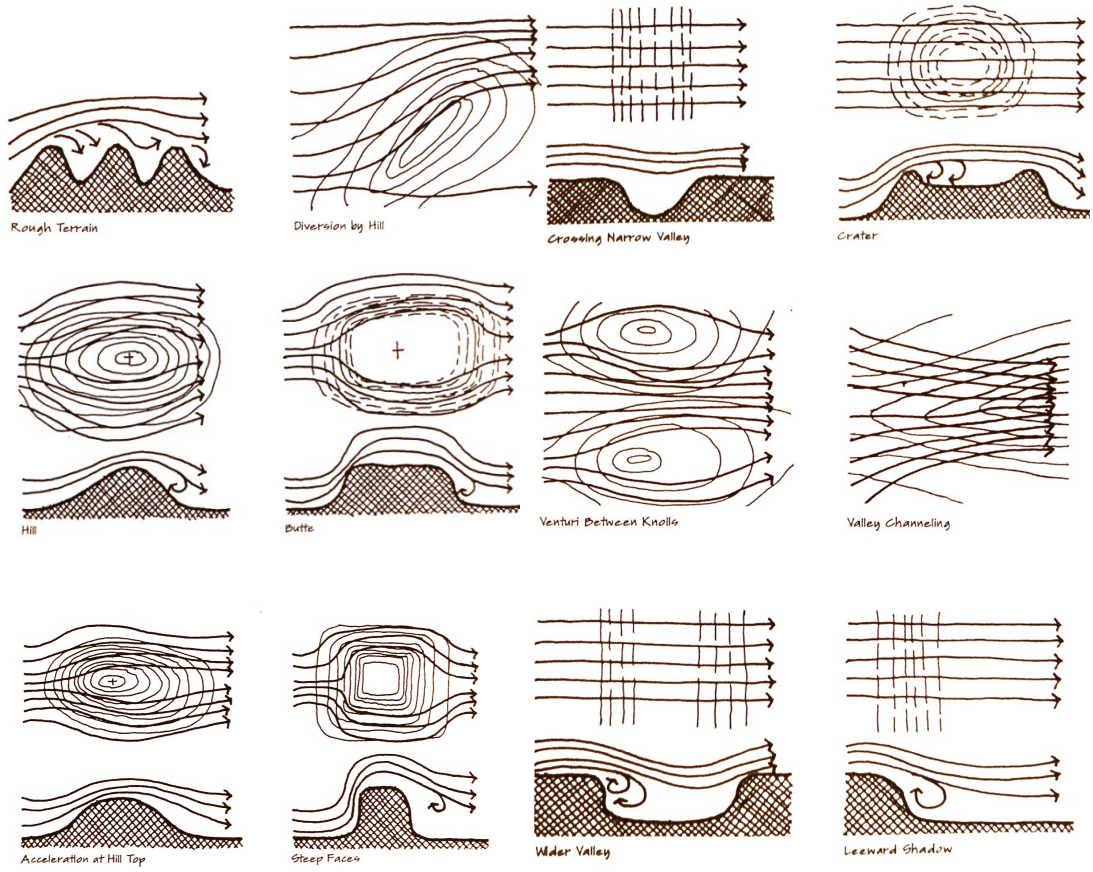 Rough Terrain
Diversion by Hill
Crossing Narrow Valley
Crater
Hill
Butte
Venturi Between Knolls
Valley Channeling
Acceleration at Hill Top
Steep Faces
Wider Valley
Leeward Shadow